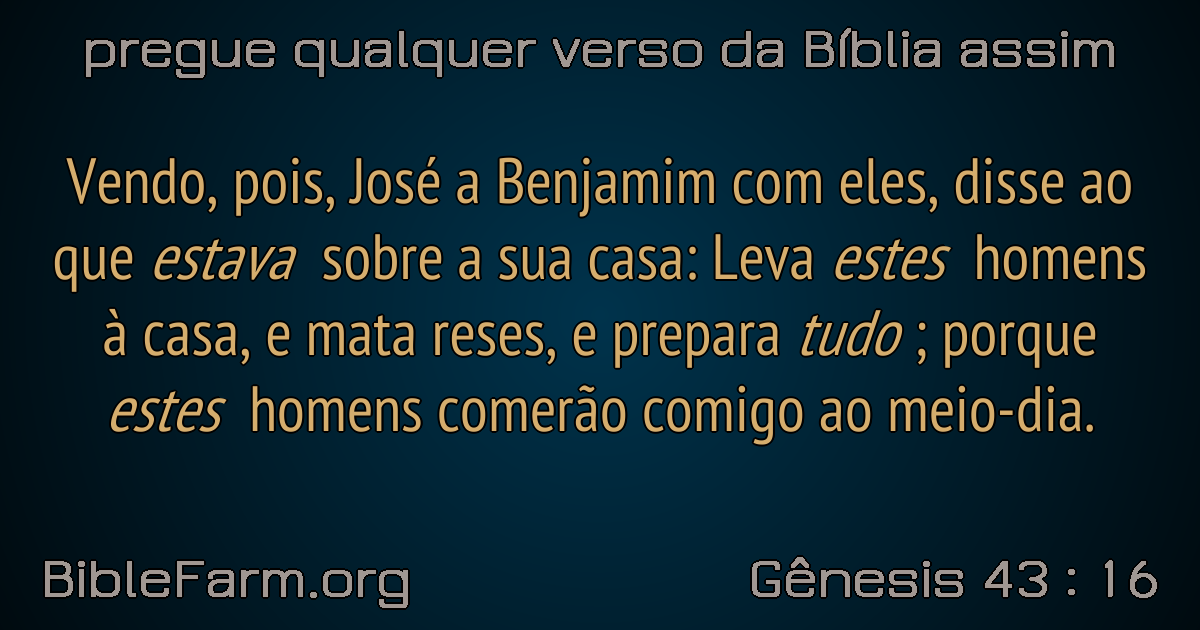 pregue qualquer verso da Bíblia assim
Vendo, pois, José a Benjamim com eles, disse ao
que estava sobre a sua casa: Leva estes homens
à casa, e mata reses, e prepara tudo ; porque
estes homens comerão comigo ao meio-dia.
BibleFarm.org
Gênesis 43 : 16